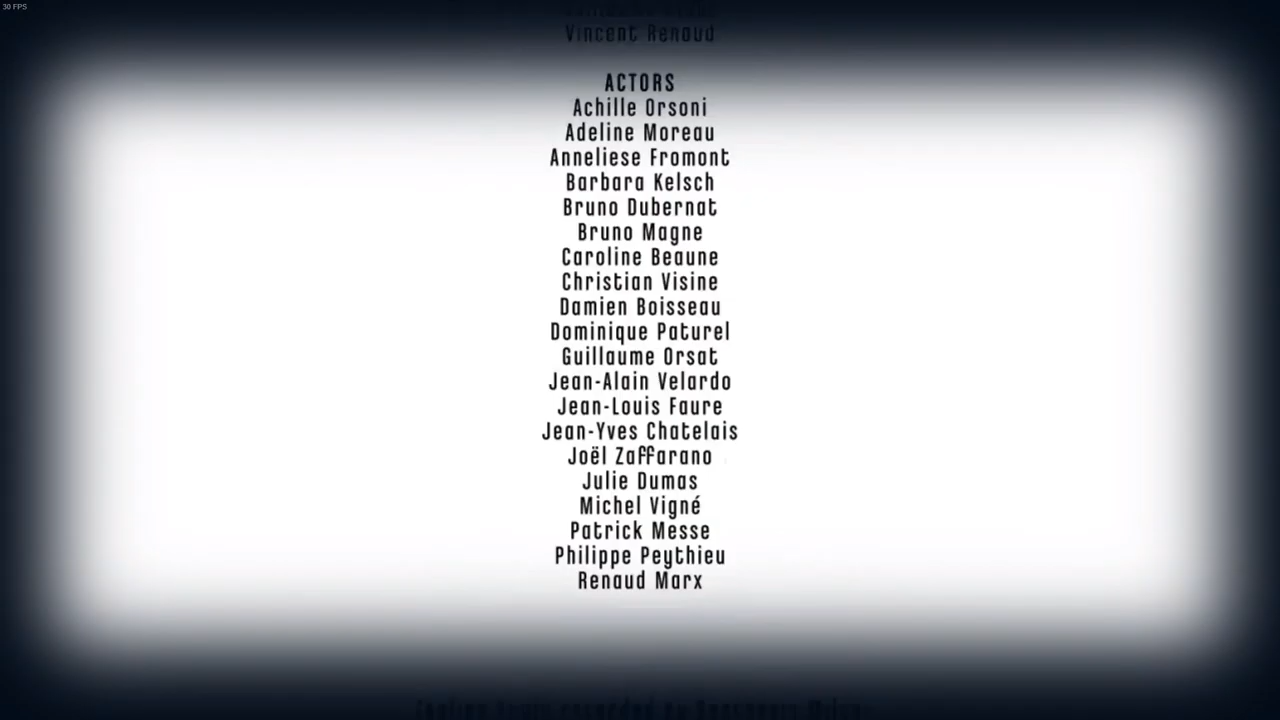 30 FPS
Vincent Renaud
ACTORS
Achille Orsoni
Adeline Moreau
Anneliese Fromont
Barbara Kelsch
Bruno Dubernat
Bruno Magne
Caroline Beaune
Christian Visine
Damien Boisseau
Dominique Paturel
Guillaume Orsat
Jean-Alain Velardo
Jean-Louis Faure
Jean-Yves Chatelais
Joël Zaffarano
Julie Dumas
Michel Vigné
Patrick Messe
Philippe Peythieu
Renaud Marx